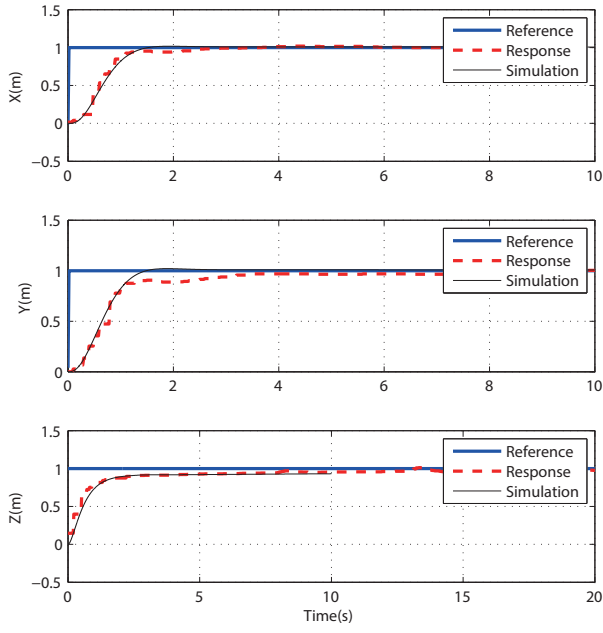 1.5
1
0.5
0
−0.5
X(m)
0
2
4
6
8
10
Reference
Response
Simulation
1.5
1
0.5
0
Y(m)
0
2
4
6
8
10
Reference
Response
Simulation
1.5
1
0.5
0
−0.5
Z(m)
0
5
10
15
20
Time(s)
Reference
Response
Simulation